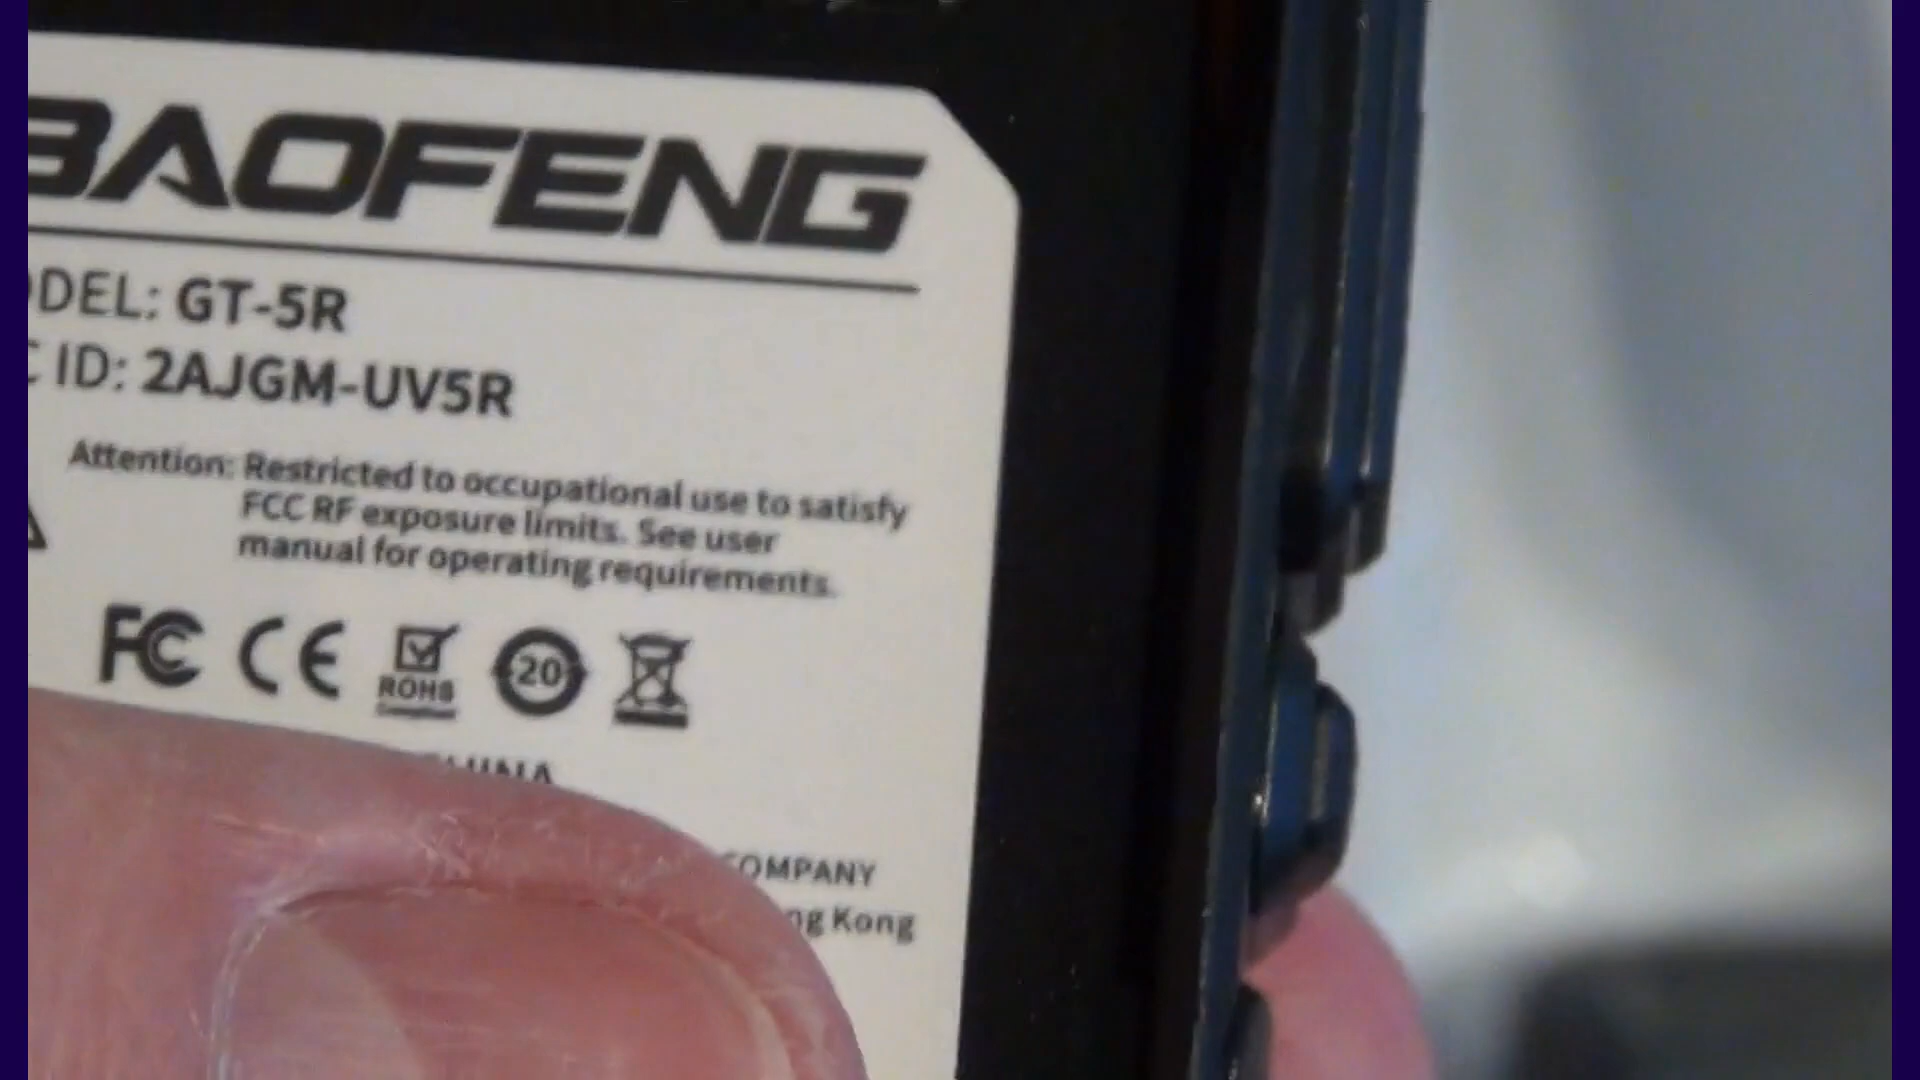 BAOFENG
ODEL: GT-5R
C ID: 2AJGM-UV5R
Attention: Restricted to occupational use to satisfy
FCC RF exposure limits. See user
manual for operating requirements.
FC CE ROHS 20
Compliant
COMPANY
ng Kong